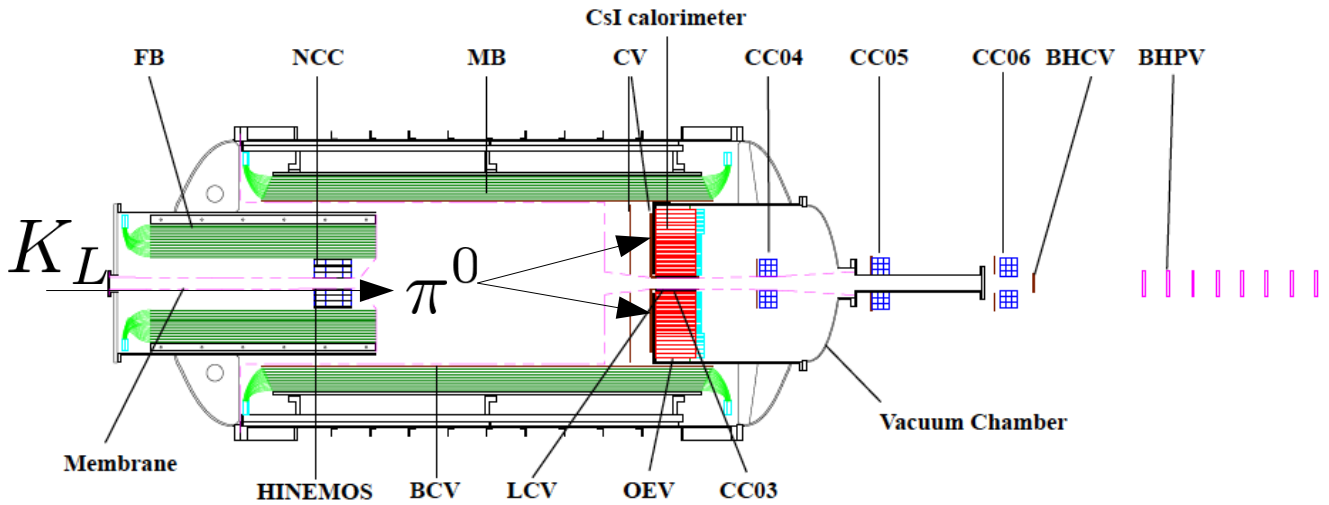 CsI calorimeter
FB NCC MB CV CC04 CC05 CC06 BHCV BHPV
K_L π^0
Vacuum Chamber
Membrane
HINEMOS BCV LCV OEV CC03